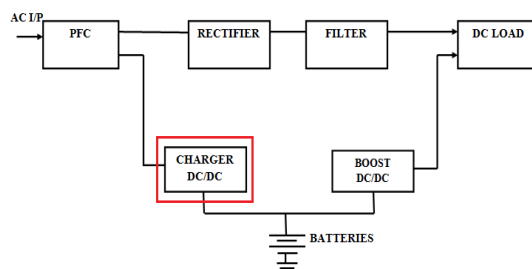 AC I/P
PFC
RECTIFIER
FILTER
DC LOAD
CHARGER
DC/DC
BOOST
DC/DC
BATTERIES